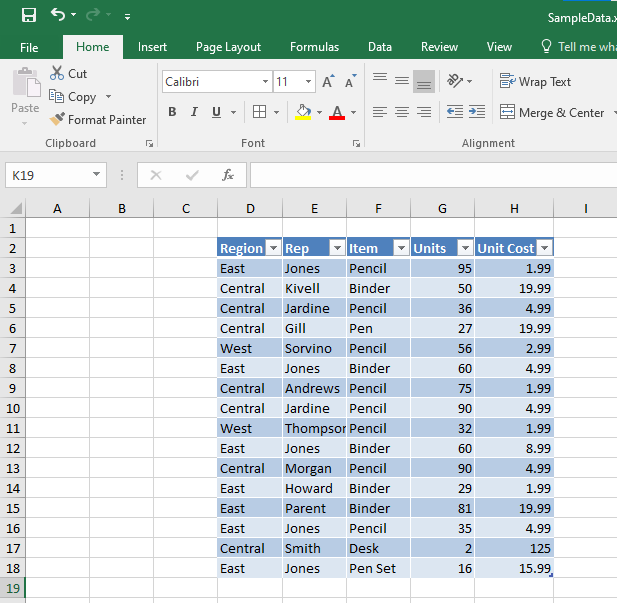 SampleData.x
File Home Insert Page Layout Formulas Data Review View Tell me wha
Cut
Calibri 11 A A Wrap Text
Paste Copy
B I U A Merge & Center
Format Painter
Clipboard Font Alignment
K19 fx
A B C D E F G H I
1
2 Region Rep Item Units Unit Cost
3 East Jones Pencil 95 1.99
4 Central Kivell Binder 50 19.99
5 Central Jardine Pencil 36 4.99
6 Central Gill Pen 27 19.99
7 West Sorvino Pencil 56 2.99
8 East Jones Binder 60 4.99
9 Central Andrews Pencil 75 1.99
10 Central Jardine Pencil 90 4.99
11 West Thompson Pencil 32 1.99
12 East Jones Binder 60 8.99
13 Central Morgan Pencil 90 4.99
14 East Howard Binder 29 1.99
15 East Parent Binder 81 19.99
16 East Jones Pencil 35 4.99
17 Central Smith Desk 2 125
18 East Jones Pen Set 16 15.99
19